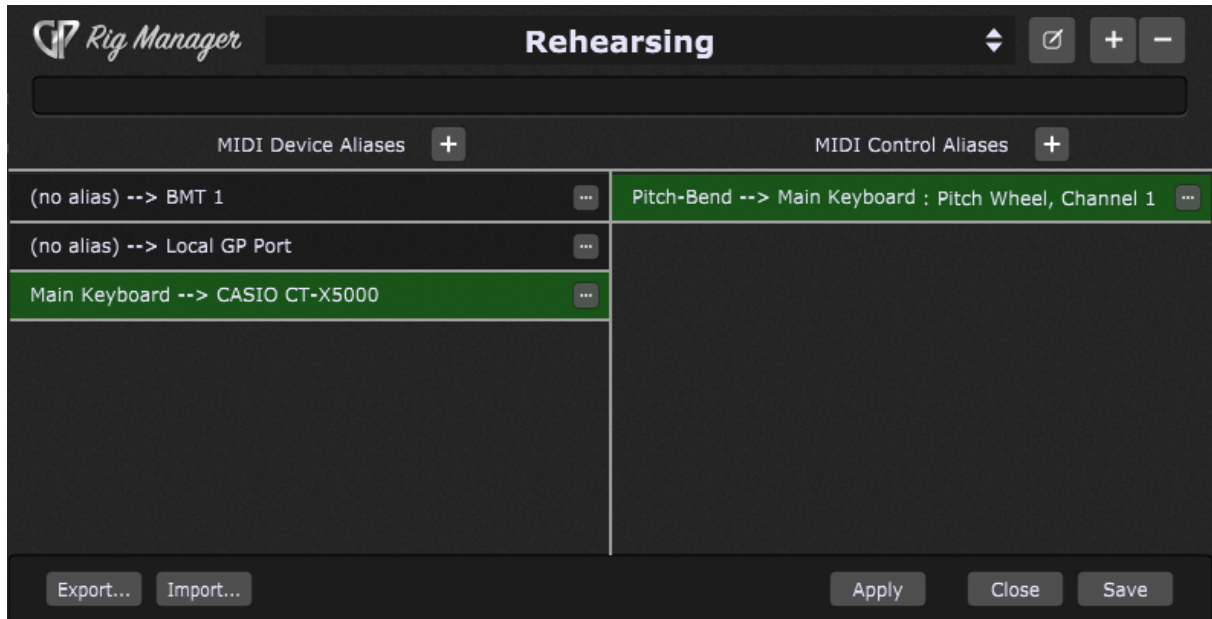 GP Rig Manager
Rehearsing
+ −
MIDI Device Aliases +
MIDI Control Aliases +
(no alias) --> BMT 1 ...
Pitch-Bend --> Main Keyboard : Pitch Wheel, Channel 1 ...
(no alias) --> Local GP Port ...
Main Keyboard --> CASIO CT-X5000 ...
Export... Import... Apply Close Save